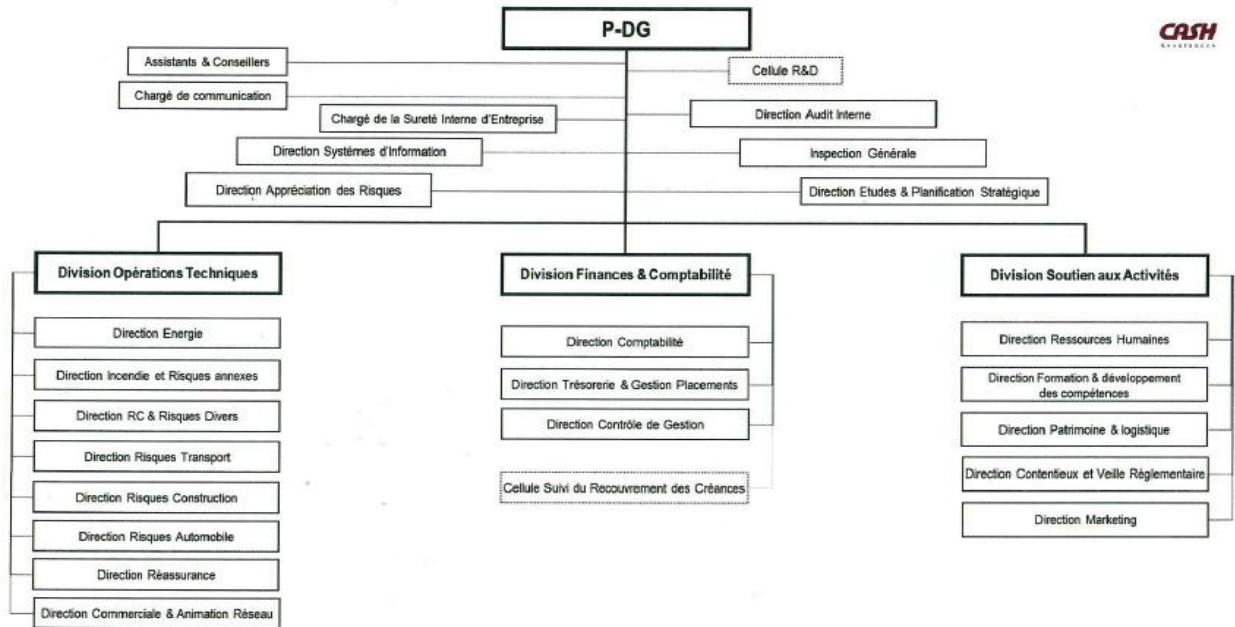 P-DG
CASH
ASSURANCES
Assistants & Conseillers
Cellule R&D
Chargé de communication
Chargé de la Sureté Interne d'Entreprise
Direction Audit Interne
Direction Systèmes d'Information
Inspection Générale
Direction Appréciation des Risques
Direction Etudes & Planification Stratégique
Division Opérations Techniques
Direction Energie
Direction Incendie et Risques annexes
Direction RC & Risques Divers
Direction Risques Transport
Direction Risques Construction
Direction Risques Automobile
Direction Réassurance
Direction Commerciale & Animation Réseau
Division Finances & Comptabilité
Direction Comptabilité
Direction Trésorerie & Gestion Placements
Direction Contrôle de Gestion
Cellule Suivi du Recouvrement des Créances
Division Soutien aux Activités
Direction Ressources Humaines
Direction Formation & développement
des compétences
Direction Patrimoine & logistique
Direction Contentieux et Veille Réglementaire
Direction Marketing